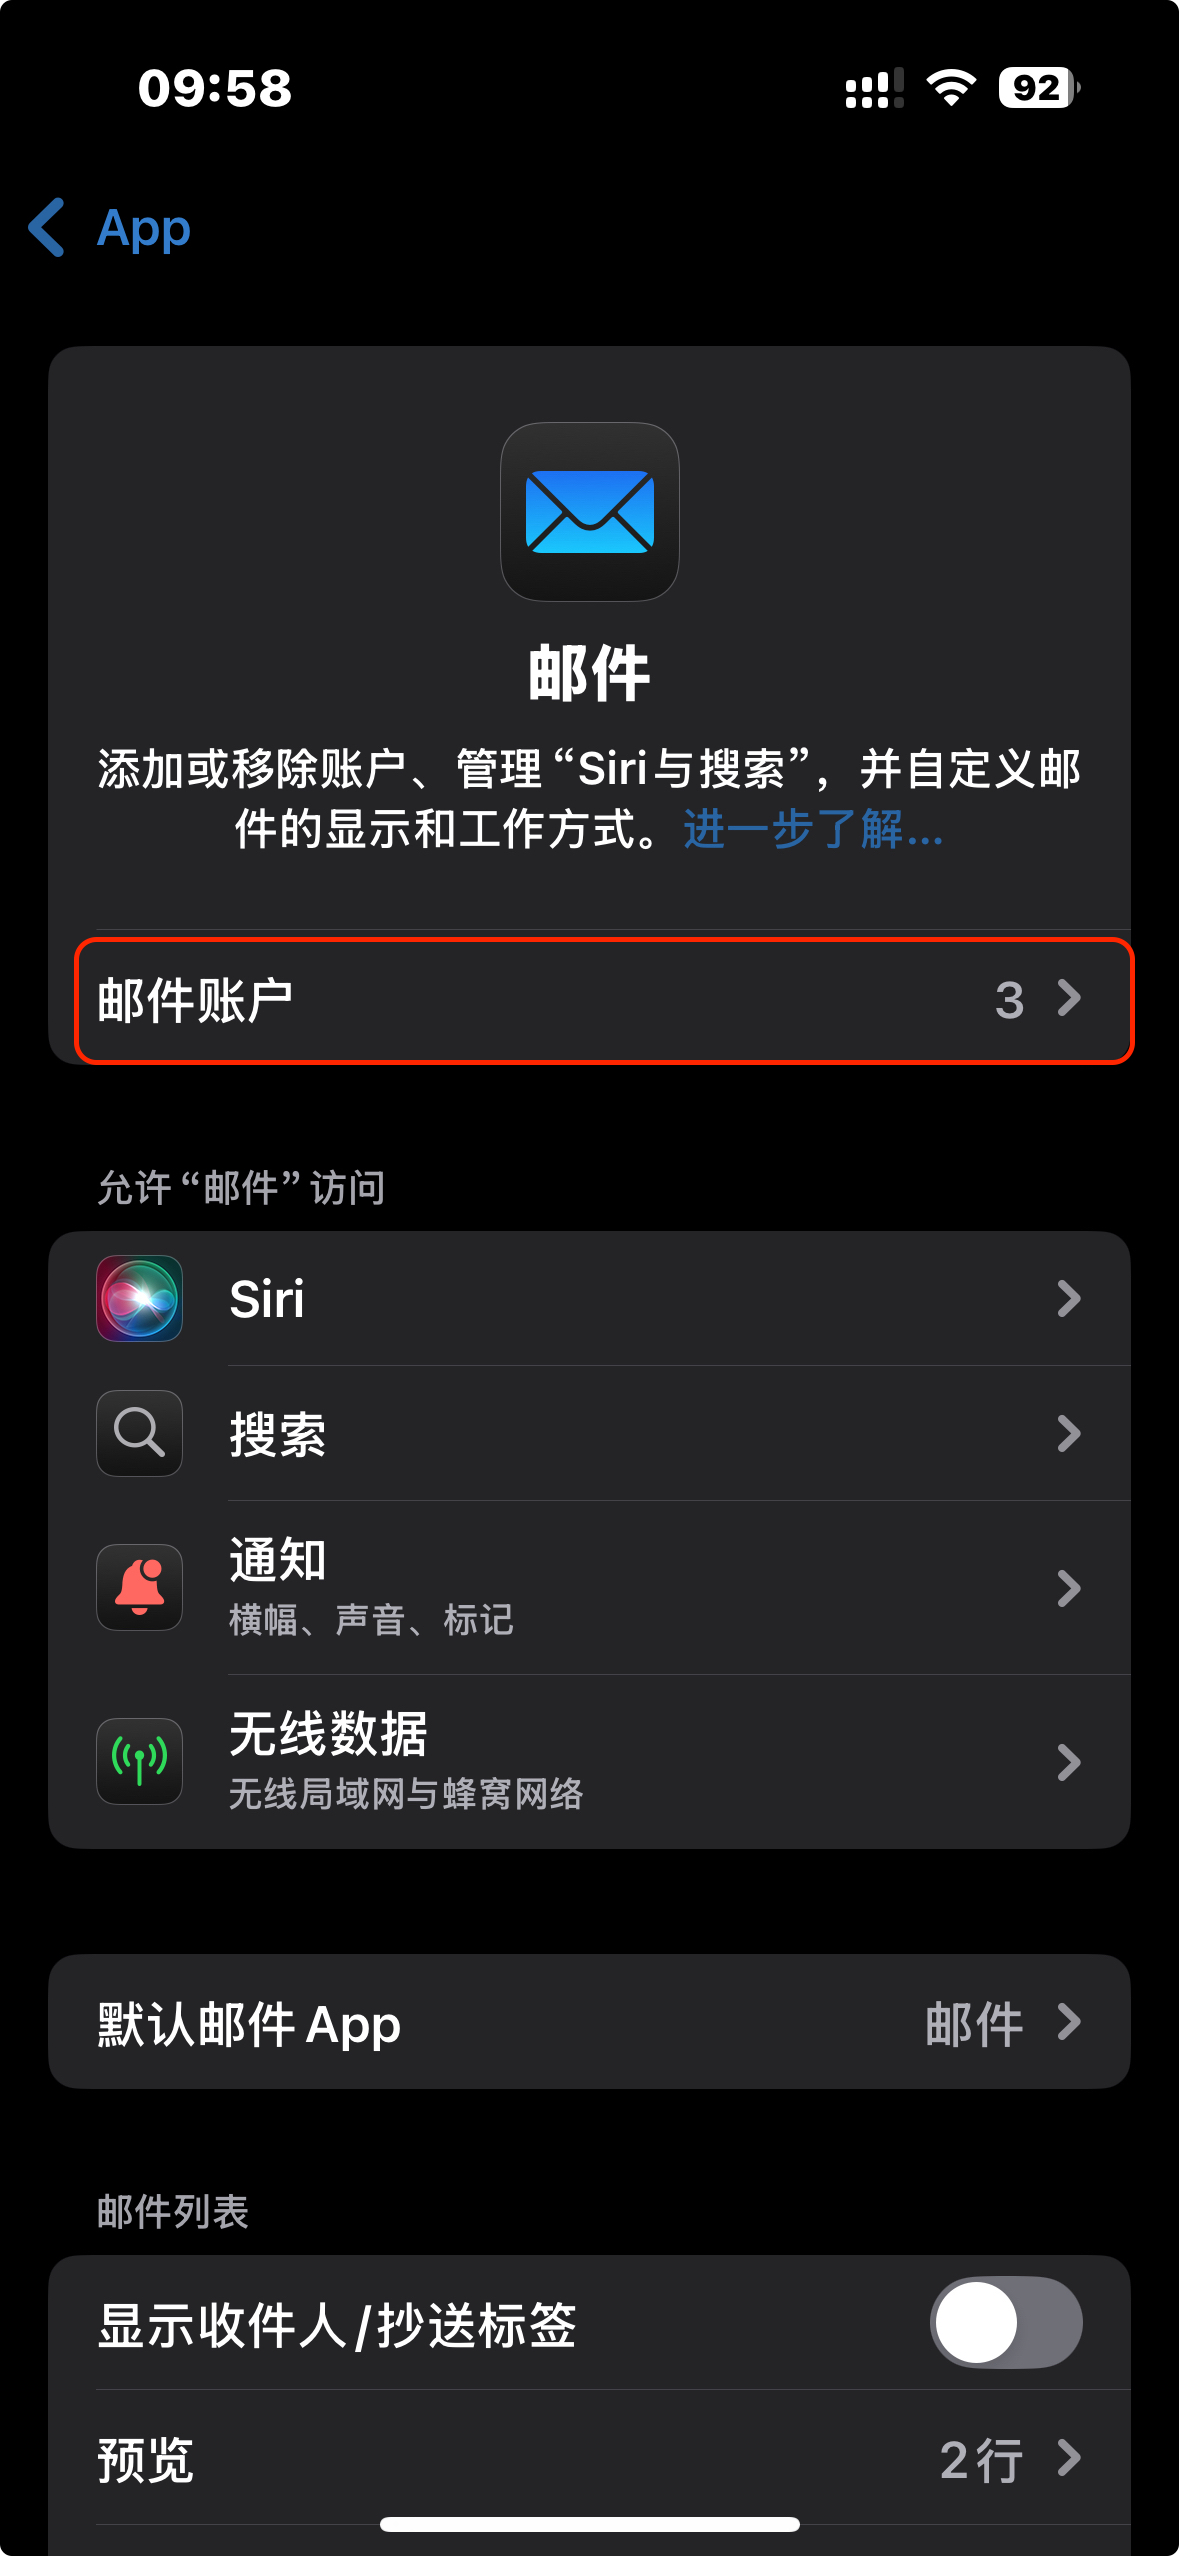 09:58
92
App
邮件
添加或移除账户、管理“Siri与搜索”，并自定义邮
件的显示和工作方式。进一步了解...
邮件账户 3
允许“邮件”访问
Siri
搜索
通知
横幅、声音、标记
无线数据
无线局域网与蜂窝网络
默认邮件 App 邮件
邮件列表
显示收件人/抄送标签
预览 2 行